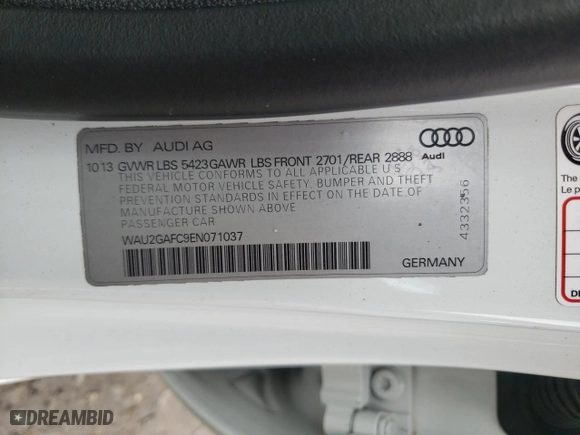 MFD. BY AUDI AG
10 13 GVWR LBS 5423 GAWR LBS FRONT 2701/REAR 2888
Audi
THIS VEHICLE CONFORMS TO ALL APPLICABLE U S
FEDERAL MOTOR VEHICLE SAFETY, BUMPER AND THEFT
PREVENTION STANDARDS IN EFFECT ON THE DATE OF
MANUFACTURE SHOWN ABOVE
PASSENGER CAR
WAU2GAFC9EN071037
GERMANY
4332356
The
Le p
DREAMBID